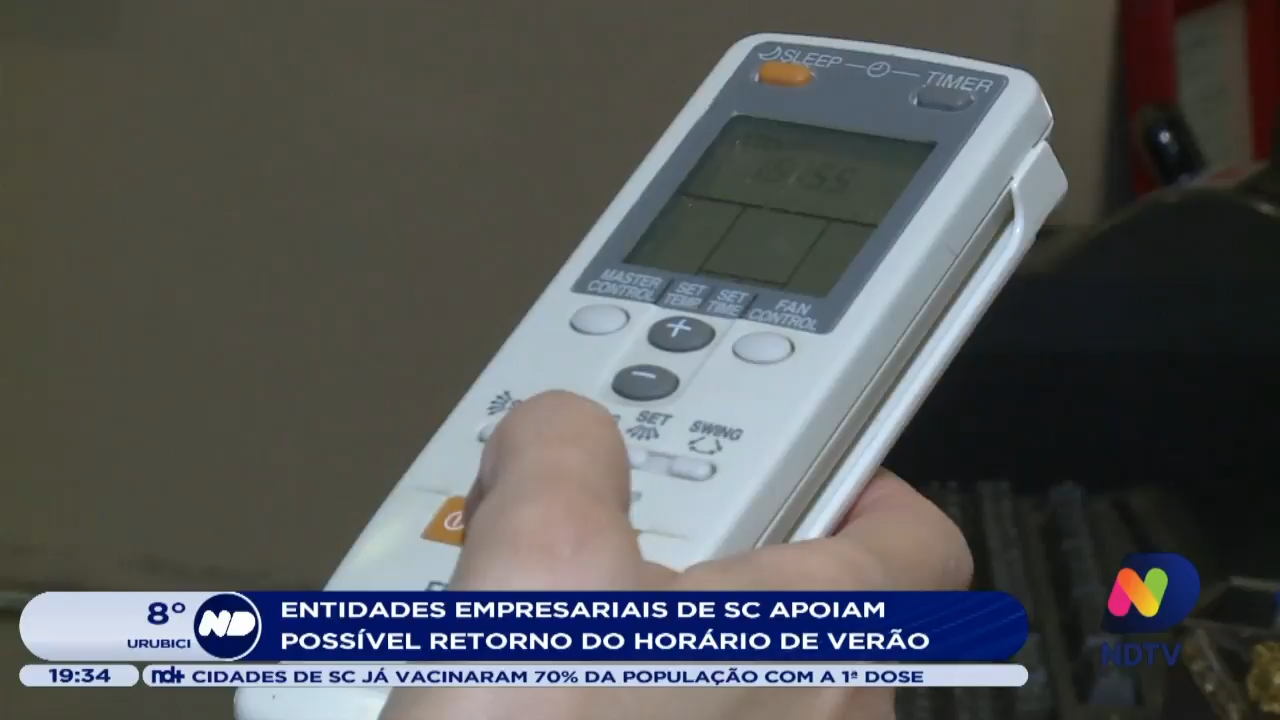 SLEEP
TIMER
MASTER CONTROL
SET TEMP
SET TIME
FAN CONTROL
+
−
SET
SWING
8°
URUBICI
ND
ENTIDADES EMPRESARIAIS DE SC APOIAM
POSSÍVEL RETORNO DO HORÁRIO DE VERÃO
N
NDTV
19:34
nd+ CIDADES DE SC JÁ VACINARAM 70% DA POPULAÇÃO COM A 1ª DOSE